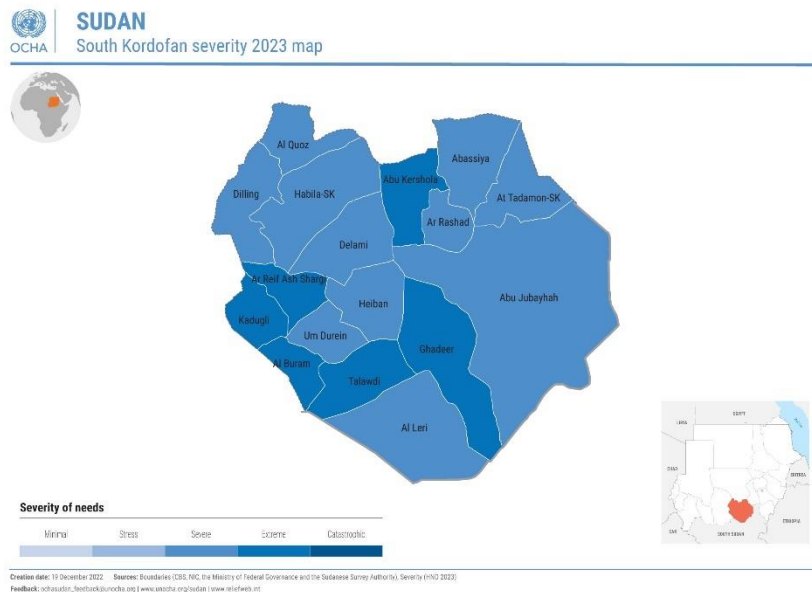 OCHA
SUDAN
South Kordofan severity 2023 map
Al Quoz
Abassiya
Abu Kershola
Dilling
Habila-SK
At Tadamon-SK
Ar Rashad
Delami
Ar Reif Ash Shargi
Heiban
Abu Jubayhah
Kadugli
Um Durein
Ghadeer
Al Buram
Talawdi
Al Leri
EGYPT
LIBIA
CHAD
ERITREA
ETHIOPIA
CAR
SOUTH SUDAN
Severity of needs
Minimal Stress Severe Extreme Catastrophic
Creation date: 19 December 2022 Sources: Boundaries (CBS, NIC, the Ministry of Federal Governance and the Sudanese Survey Authority), Severity (HNO 2023)
Feedback: ochasudan_feedback@unocha.org | www.unocha.org/sudan | www.reliefweb.int